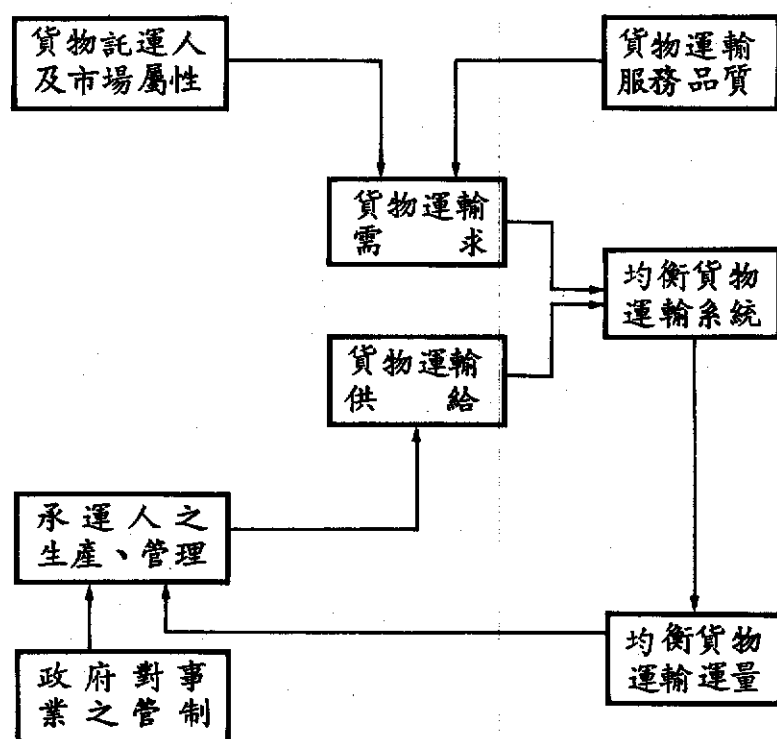 貨物託運人
及市場屬性
貨物運輸
服務品質
貨物運輸
需求
均衡貨物
運輸系統
貨物運輸
供給
承運人之
生產、管理
均衡貨物
運輸運量
政府對事
業之管制